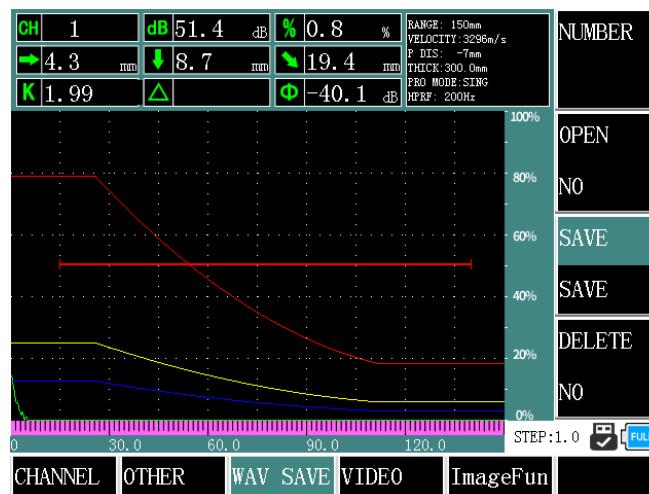 CH 1 dB 51.4 dB % 0.8 %
4.3 mm 8.7 mm 19.4 mm
K 1.99 △ Φ -40.1 dB
RANGE: 150mm
VELOCITY:3296m/s
P DIS: -7mm
THICK:300.0mm
PRO MODE:SING
HPRF: 200Hz
NUMBER
OPEN
NO
SAVE
SAVE
DELETE
NO
100%
80%
60%
40%
20%
0%
0 30.0 60.0 90.0 120.0
STEP:1.0 FULL
CHANNEL OTHER WAV SAVE VIDEO ImageFun